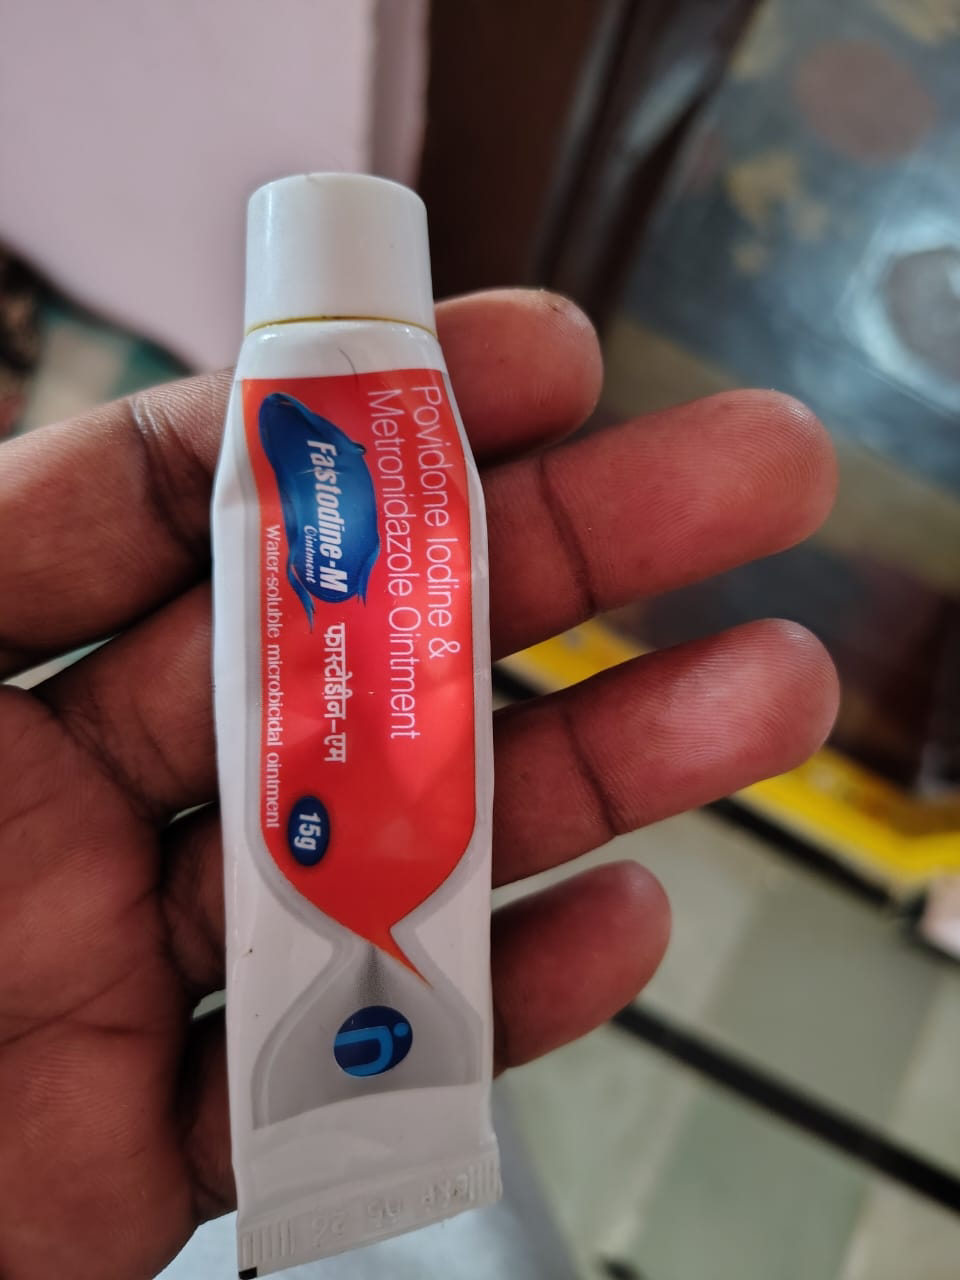 Povidone Iodine &
Metronidazole Ointment
Fastodine-M
Ointment
फास्टोडीन-एम
Water-soluble microbicidal ointment
15g